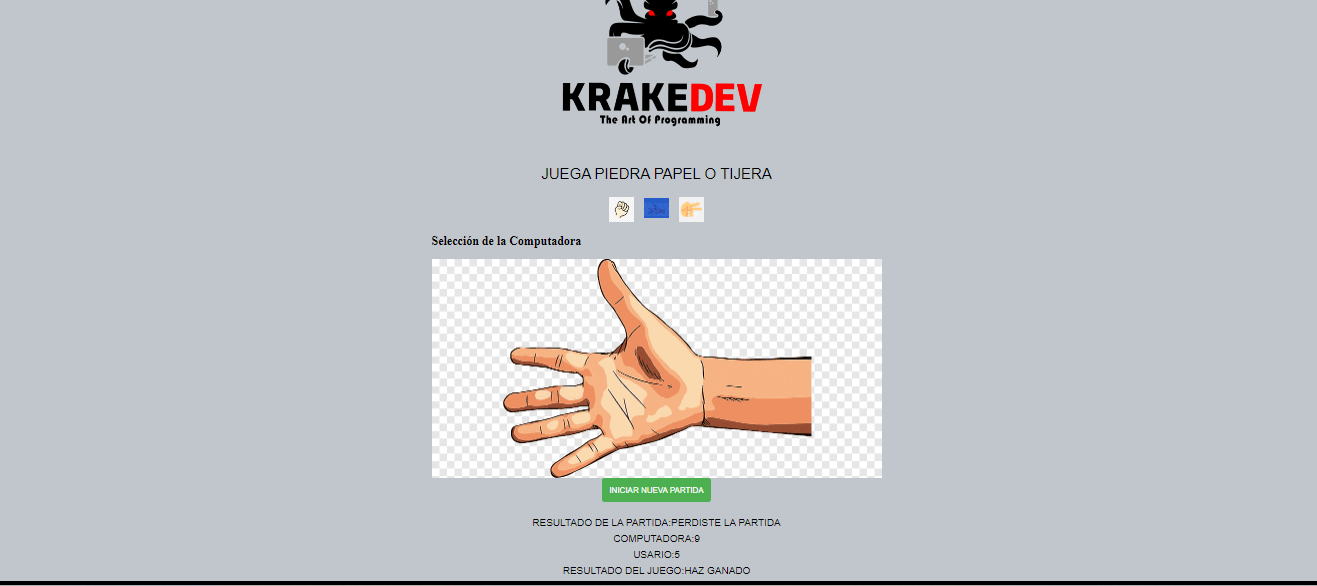 KRAKEDEV
The Art Of Programming
JUEGA PIEDRA PAPEL O TIJERA
Selección de la Computadora
INICIAR NUEVA PARTIDA
RESULTADO DE LA PARTIDA:PERDISTE LA PARTIDA
COMPUTADORA:9
USARIO:5
RESULTADO DEL JUEGO:HAZ GANADO